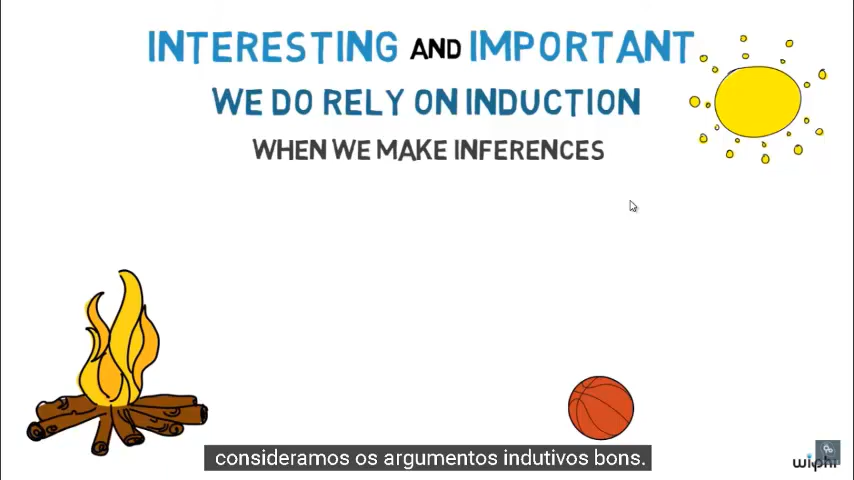 INTERESTING AND IMPORTANT
WE DO RELY ON INDUCTION
WHEN WE MAKE INFERENCES
consideramos os argumentos indutivos bons.
wiphi